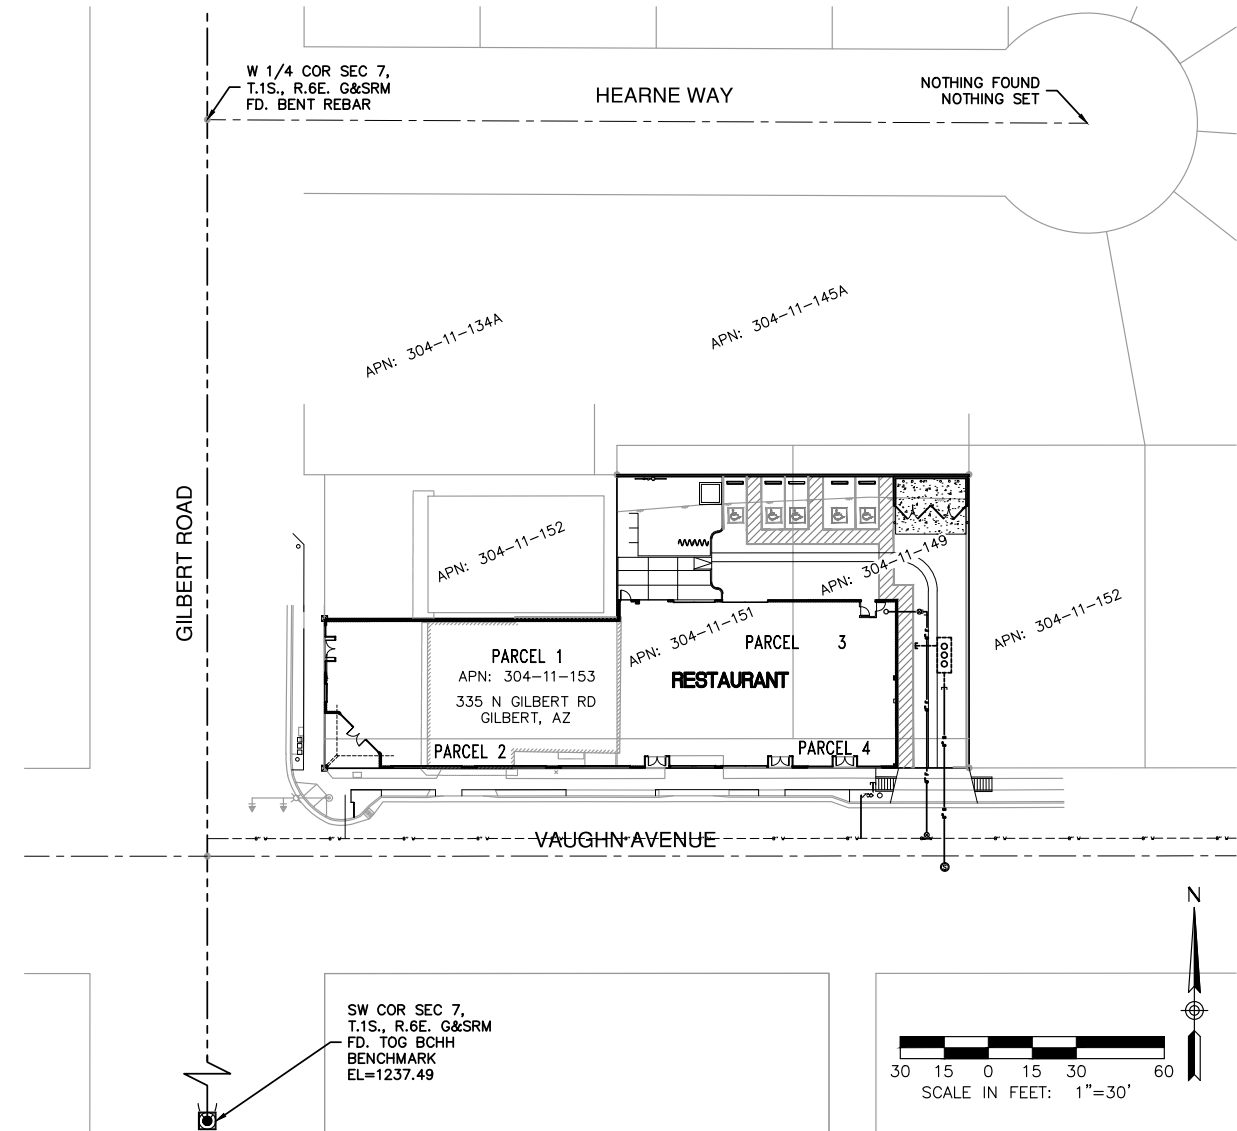 W 1/4 COR SEC 7,
T.1S., R.6E. G&SRM
FD. BENT REBAR
HEARNE WAY
NOTHING FOUND
NOTHING SET
APN: 304-11-134A
APN: 304-11-145A
GILBERT ROAD
APN: 304-11-152
APN: 304-11-149
APN: 304-11-151
APN: 304-11-152
PARCEL 1
APN: 304-11-153
335 N GILBERT RD
GILBERT, AZ
PARCEL 2
PARCEL 3
RESTAURANT
PARCEL 4
VAUGHN AVENUE
SW COR SEC 7,
T.1S., R.6E. G&SRM
FD. TOG BCHH
BENCHMARK
EL=1237.49
N
30 15 0 15 30 60
SCALE IN FEET: 1"=30'